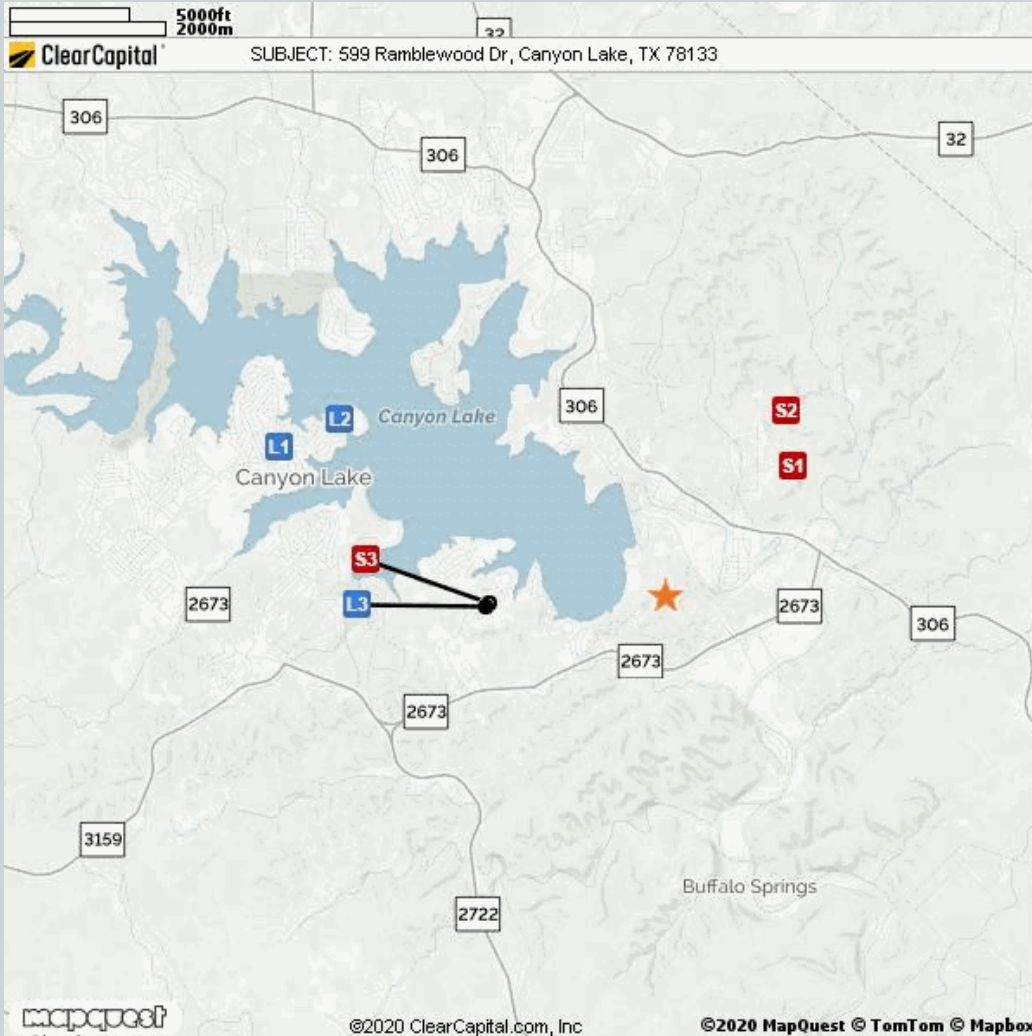 5000ft
2000m
32
ClearCapital
SUBJECT: 599 Ramblewood Dr, Canyon Lake, TX 78133
306
306
32
306
S2
L2
Canyon Lake
L1
S1
Canyon Lake
S3
2673
L3
2673
306
2673
2673
3159
Buffalo Springs
2722
mapquest
©2020 ClearCapital.com, Inc
©2020 MapQuest © TomTom © Mapbox